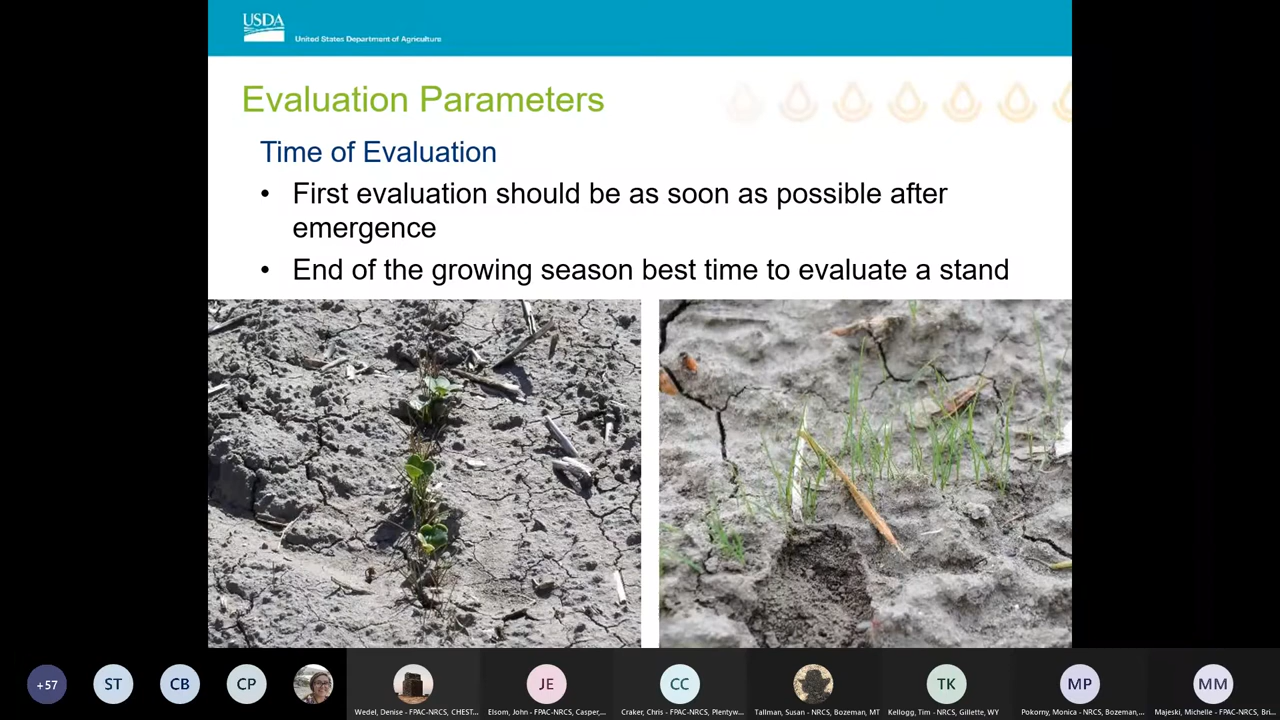 USDA
United States Department of Agriculture
Evaluation Parameters
Time of Evaluation
• First evaluation should be as soon as possible after
emergence
• End of the growing season best time to evaluate a stand
+57
ST
CB
CP
JE
CC
TK
MP
MM
Wedel, Denise - FPAC-NRCS, CHEST...
Elsom, John - FPAC-NRCS, Casper,...
Craker, Chris - FPAC-NRCS, Plentyw...
Tallman, Susan - NRCS, Bozeman, MT
Kellogg, Tim - NRCS, Gillette, WY
Pokorny, Monica - NRCS, Bozeman,...
Majeski, Michelle - FPAC-NRCS, Bri...